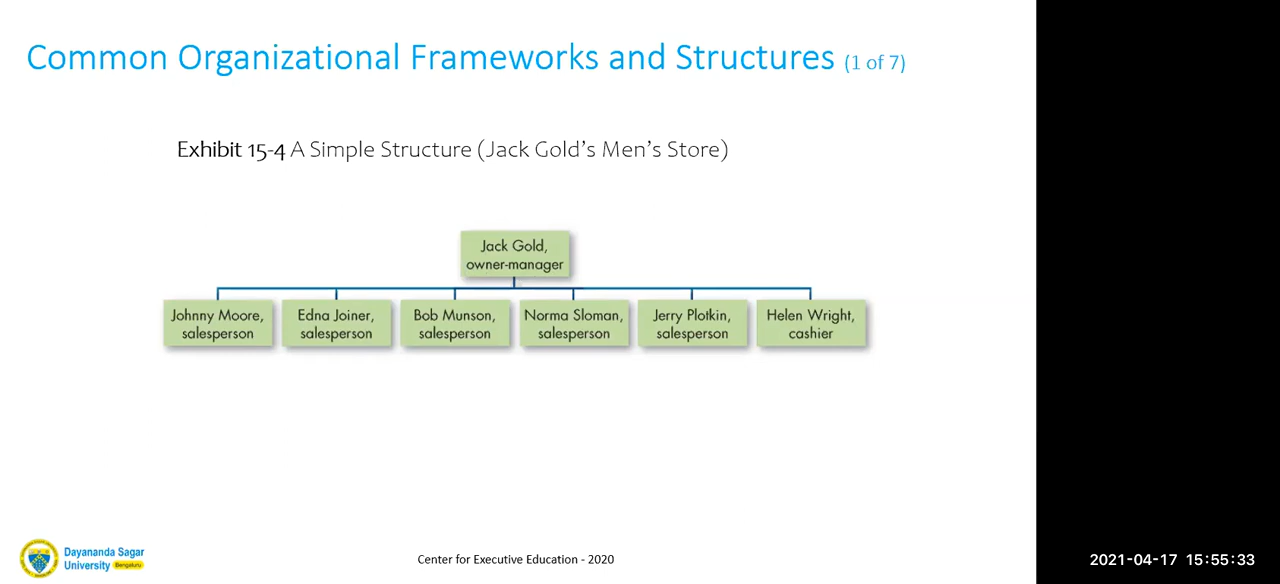 Common Organizational Frameworks and Structures (1 of 7)
Exhibit 15-4 A Simple Structure (Jack Gold's Men's Store)
Jack Gold,
owner-manager
Johnny Moore,
salesperson
Edna Joiner,
salesperson
Bob Munson,
salesperson
Norma Sloman,
salesperson
Jerry Plotkin,
salesperson
Helen Wright,
cashier
Dayananda Sagar
University Bengaluru
Center for Executive Education - 2020
2021-04-17 15:55:33